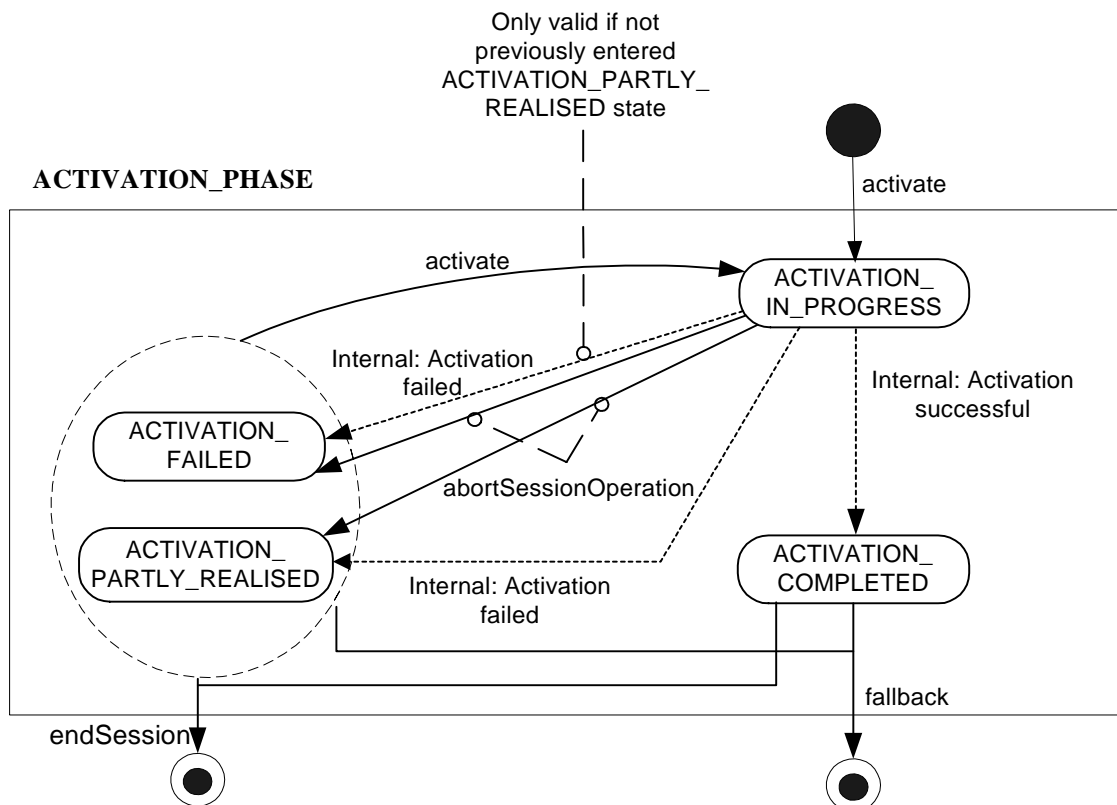 Only valid if not
previously entered
ACTIVATION_PARTLY_
REALISED state
ACTIVATION_PHASE
activate
activate
ACTIVATION_
IN_PROGRESS
Internal: Activation
failed
Internal: Activation
successful
ACTIVATION_
FAILED
abortSessionOperation
ACTIVATION_
PARTLY_REALISED
Internal: Activation
failed
ACTIVATION_
COMPLETED
fallback
endSession